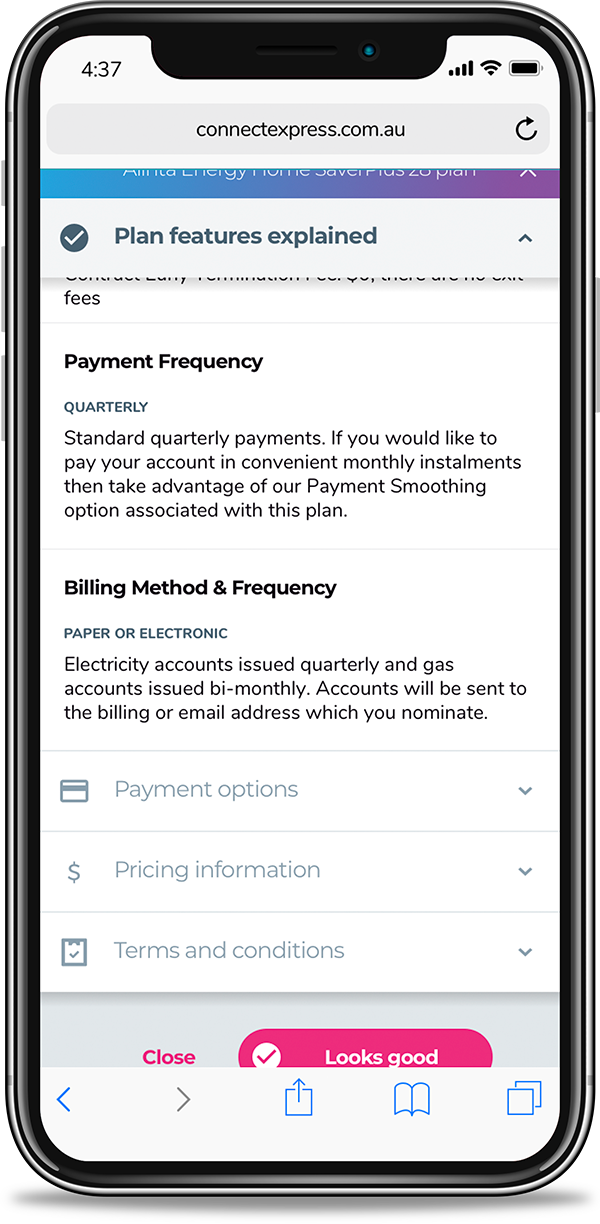 4:37
connectexpress.com.au
Alinta Energy Home SaverPlus 28 plan
Plan features explained
Contract Early Termination Fee: $0, there are no exit
fees
Payment Frequency
QUARTERLY
Standard quarterly payments. If you would like to
pay your account in convenient monthly instalments
then take advantage of our Payment Smoothing
option associated with this plan.
Billing Method & Frequency
PAPER OR ELECTRONIC
Electricity accounts issued quarterly and gas
accounts issued bi-monthly. Accounts will be sent to
the billing or email address which you nominate.
Payment options
$ Pricing information
Terms and conditions
Close Looks good